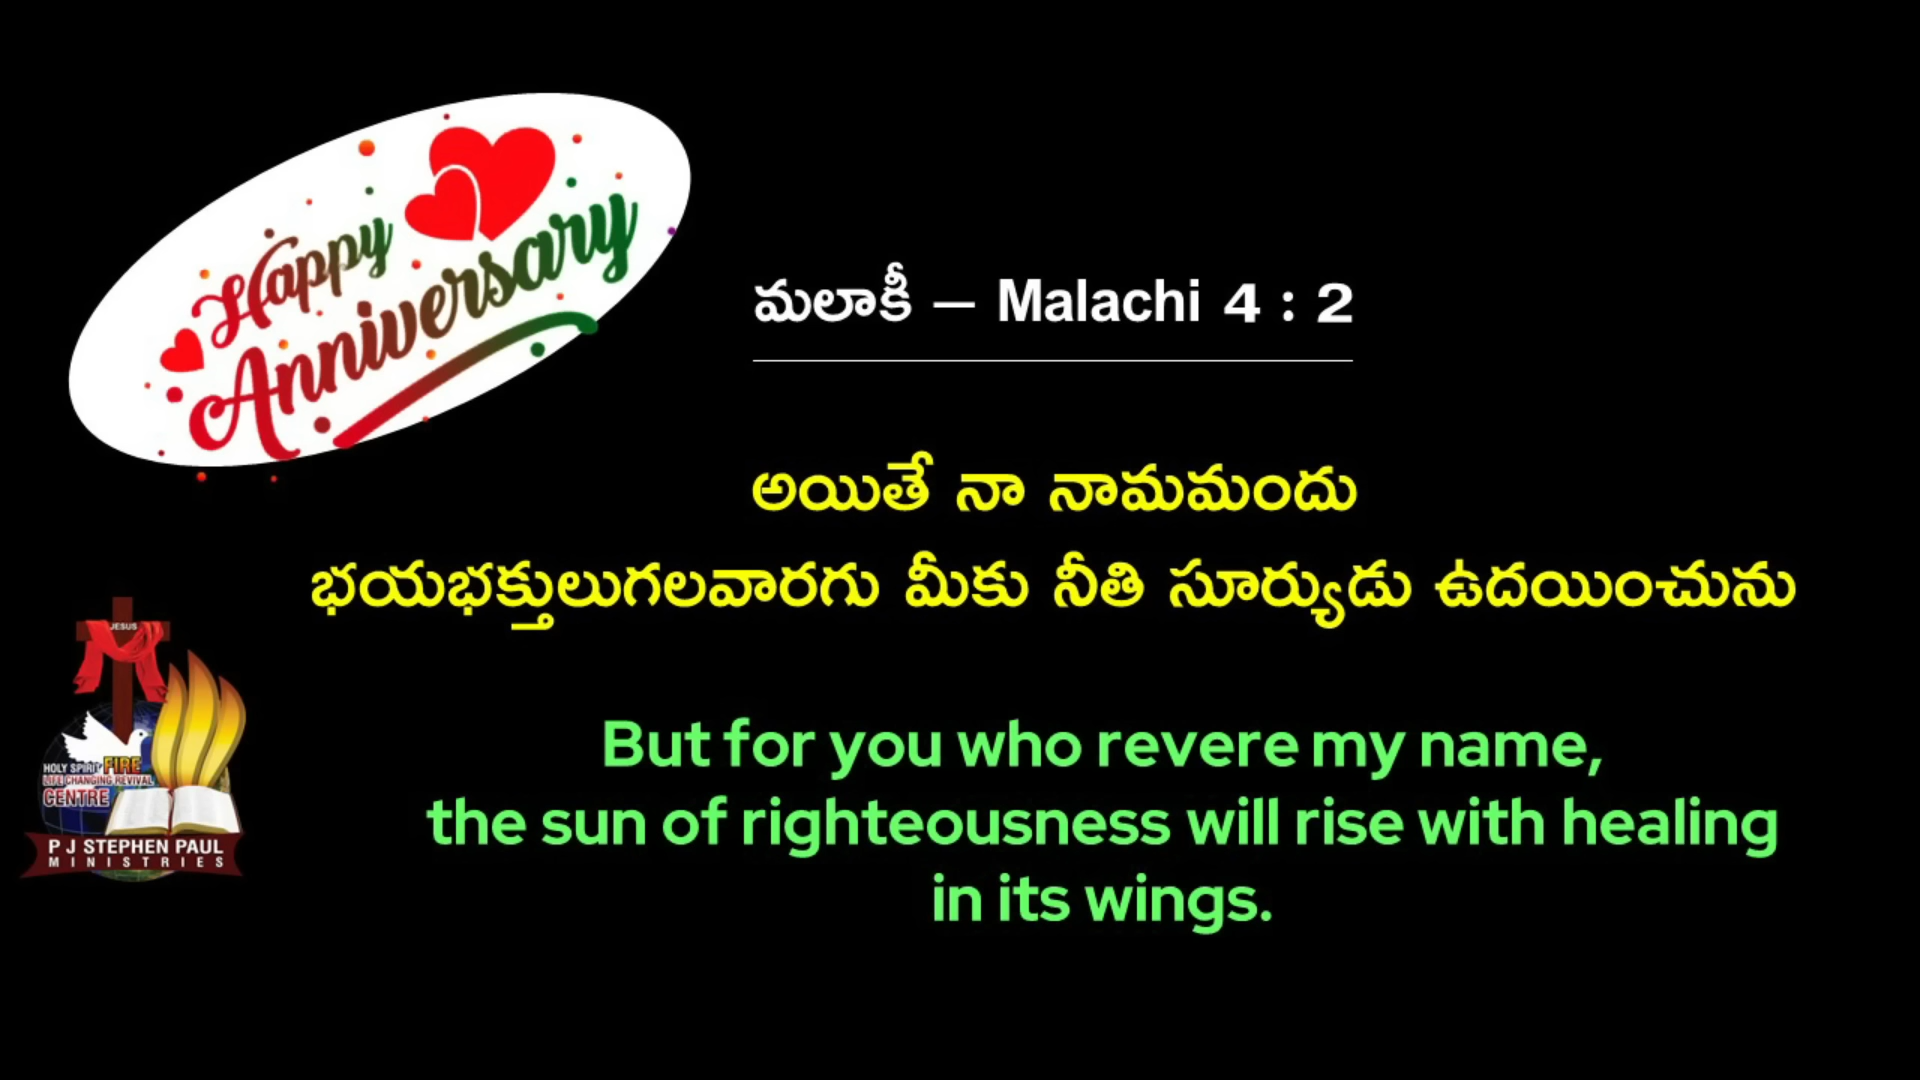 Happy
Anniversary
మలాకీ – Malachi 4 : 2
అయితే నా నామమందు
భయభక్తులుగలవారగు మీకు నీతి సూర్యుడు ఉదయించును
But for you who revere my name,
the sun of righteousness will rise with healing
in its wings.
JESUS
HOLY SPIRIT FIRE
LIFE CHANGING REVIVAL
CENTRE
P J STEPHEN PAUL
MINISTRIES